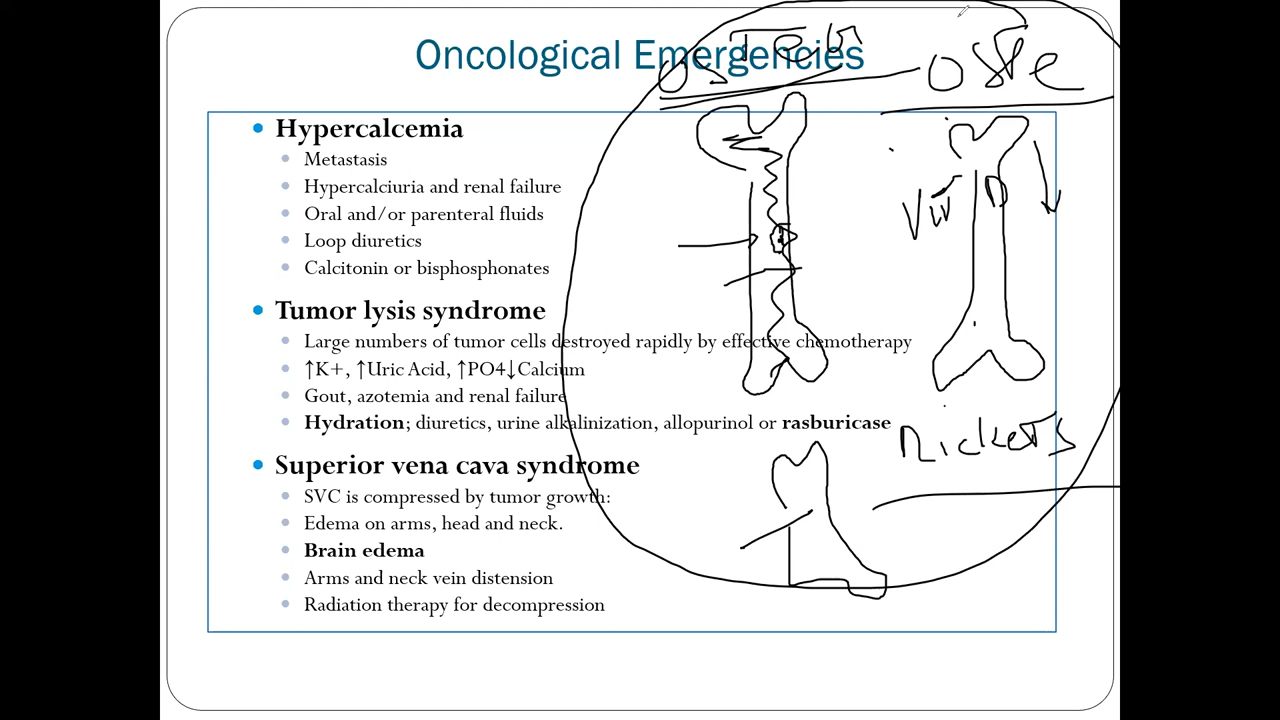 Oncological Emergencies
OSTEO
OSTe
• Hypercalcemia
• Metastasis
• Hypercalciuria and renal failure
• Oral and/or parenteral fluids
• Loop diuretics
• Calcitonin or bisphosphonates
Vit D
• Tumor lysis syndrome
• Large numbers of tumor cells destroyed rapidly by effective chemotherapy
• ↑K+, ↑Uric Acid, ↑PO4↓Calcium
• Gout, azotemia and renal failure
• Hydration; diuretics, urine alkalinization, allopurinol or rasburicase
RickeTs
• Superior vena cava syndrome
• SVC is compressed by tumor growth:
• Edema on arms, head and neck.
• Brain edema
• Arms and neck vein distension
• Radiation therapy for decompression